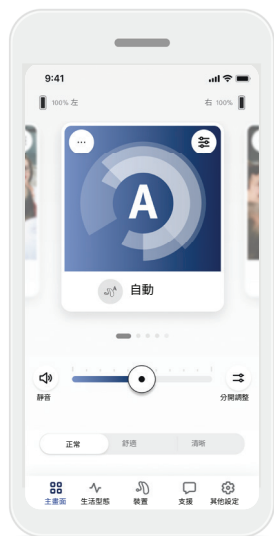 9:41
100% 左
右 100%
A
自動
靜音
分開調整
正常 舒適 清晰
主畫面 生活型態 裝置 支援 其他設定